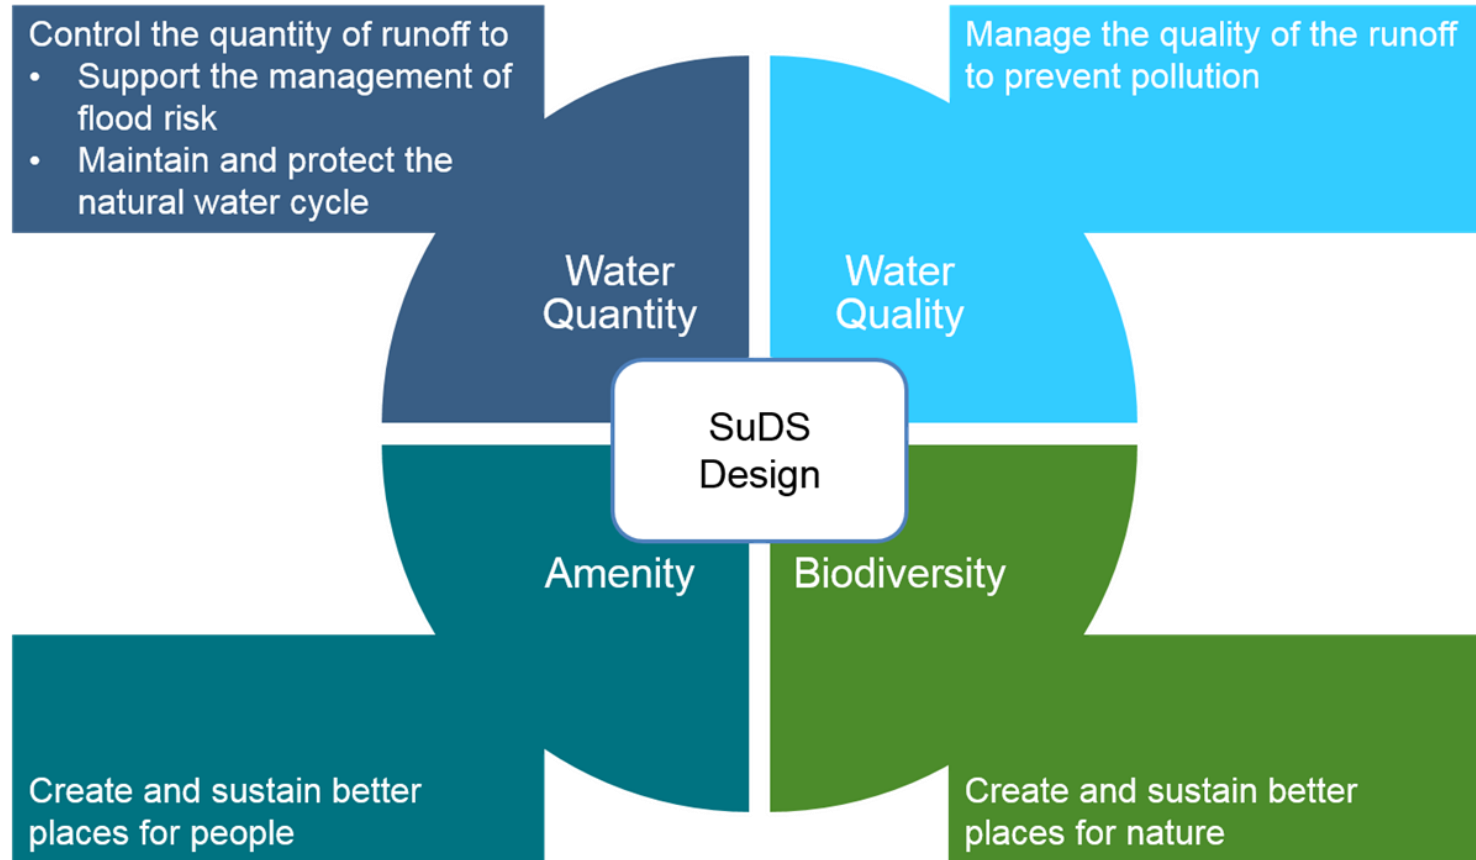 Control the quantity of runoff to
• Support the management of
flood risk
• Maintain and protect the
natural water cycle
Manage the quality of the runoff
to prevent pollution
Water
Quantity
Water
Quality
SuDS
Design
Amenity
Biodiversity
Create and sustain better
places for people
Create and sustain better
places for nature